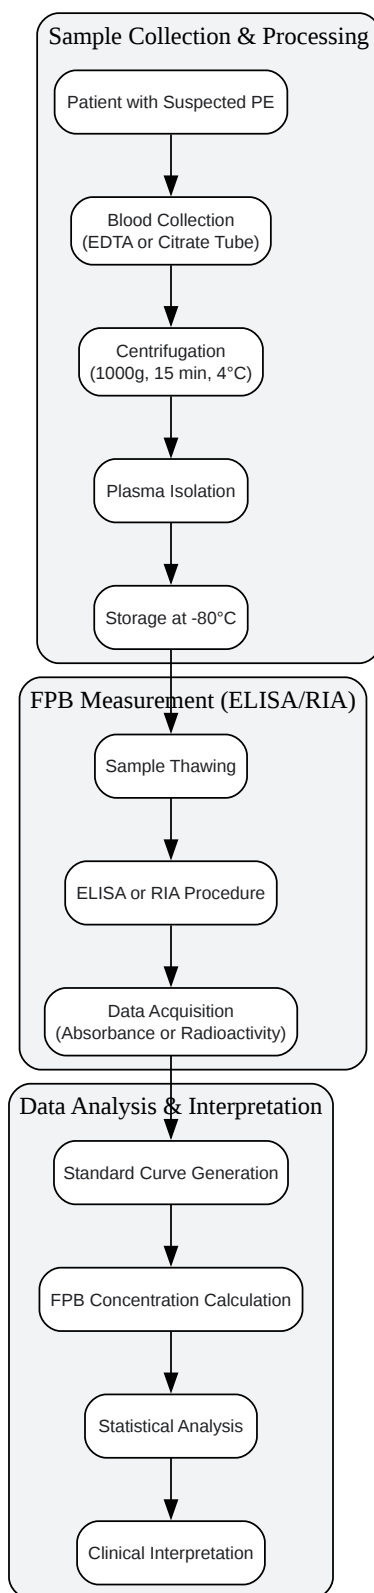 Sample Collection & Processing
Patient with Suspected PE
Blood Collection
(EDTA or Citrate Tube)
Centrifugation
(1000g, 15 min, 4°C)
Plasma Isolation
Storage at -80°C
FPB Measurement (ELISA/RIA)
Sample Thawing
ELISA or RIA Procedure
Data Acquisition
(Absorbance or Radioactivity)
Data Analysis & Interpretation
Standard Curve Generation
FPB Concentration Calculation
Statistical Analysis
Clinical Interpretation